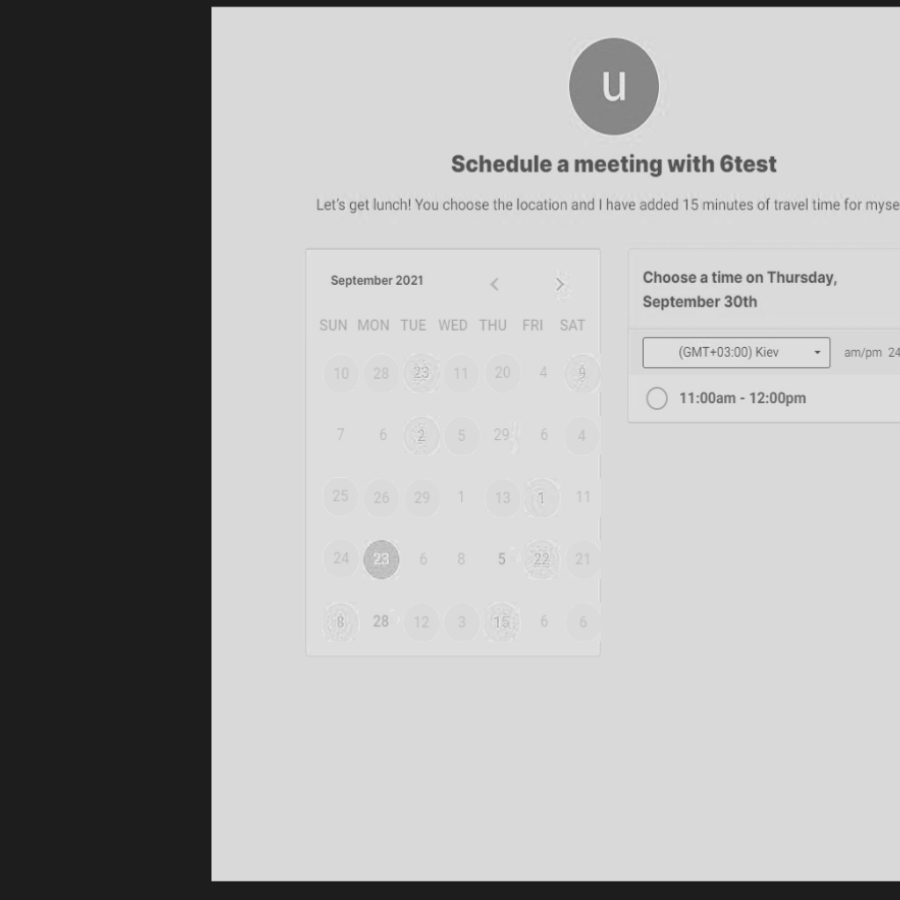 u
Schedule a meeting with 6test
Let's get lunch! You choose the location and I have added 15 minutes of travel time for myse
September 2021
SUN MON TUE WED THU FRI SAT
10 28 23 11 20 4 9
7 6 2 5 29 6 4
25 26 29 1 13 1 11
24 23 6 8 5 22 21
8 28 12 3 15 6 6
Choose a time on Thursday,
September 30th
(GMT+03:00) Kiev am/pm 24
11:00am - 12:00pm